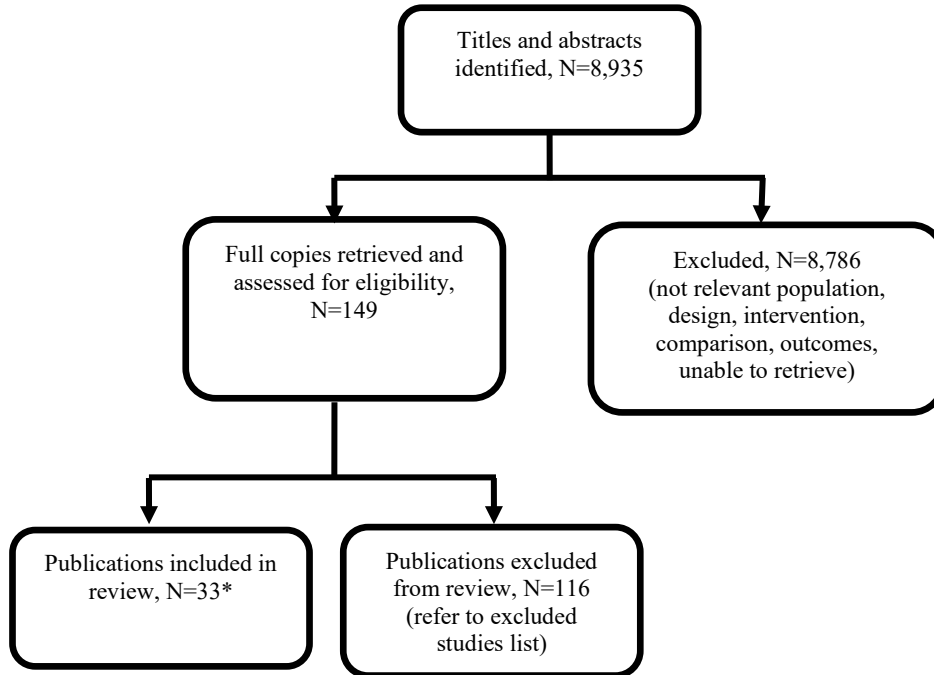 Titles and abstracts
identified, N=8,935
Full copies retrieved and
assessed for eligibility,
N=149
Excluded, N=8,786
(not relevant population,
design, intervention,
comparison, outcomes,
unable to retrieve)
Publications included in
review, N=33*
Publications excluded
from review, N=116
(refer to excluded
studies list)